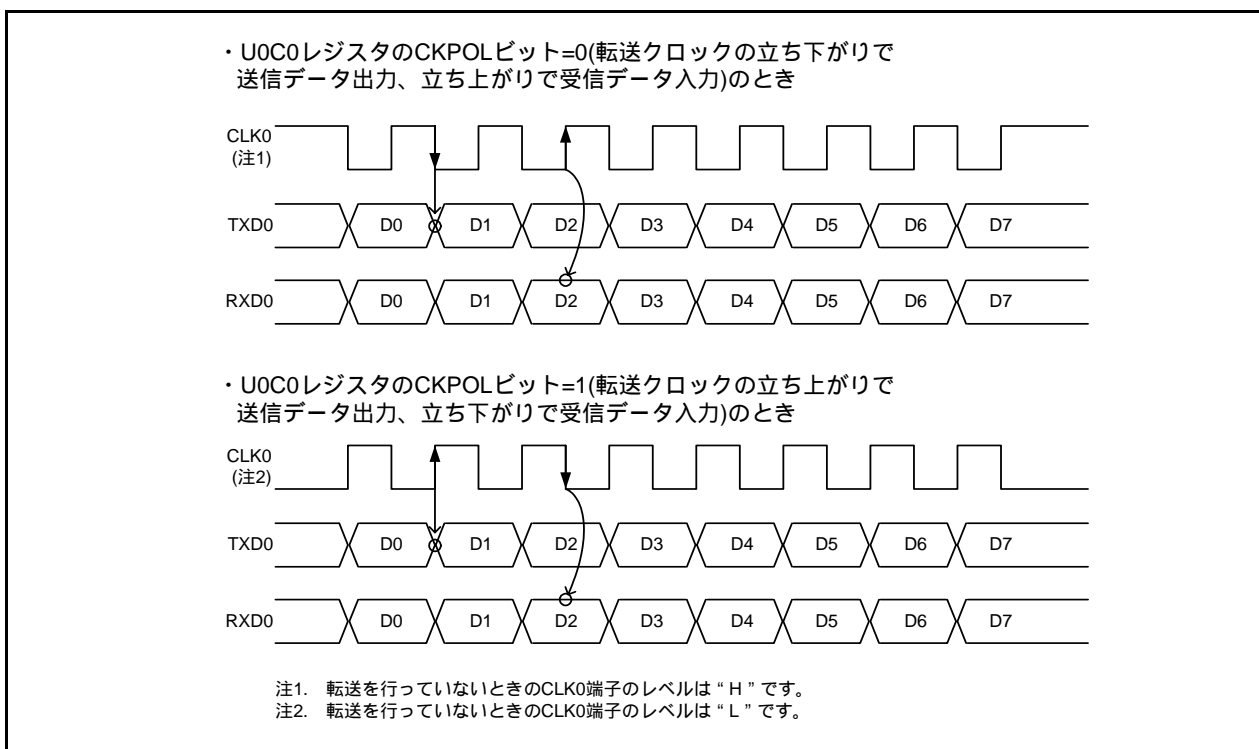 ・U0C0レジスタのCKPOLビット=0(転送クロックの立ち下がりで
送信データ出力、立ち上がりで受信データ入力)のとき
CLK0
(注1)
TXD0 D0 D1 D2 D3 D4 D5 D6 D7
RXD0 D0 D1 D2 D3 D4 D5 D6 D7
・U0C0レジスタのCKPOLビット=1(転送クロックの立ち上がりで
送信データ出力、立ち下がりで受信データ入力)のとき
CLK0
(注2)
TXD0 D0 D1 D2 D3 D4 D5 D6 D7
RXD0 D0 D1 D2 D3 D4 D5 D6 D7
注1. 転送を行っていないときのCLK0端子のレベルは“H”です。
注2. 転送を行っていないときのCLK0端子のレベルは“L”です。